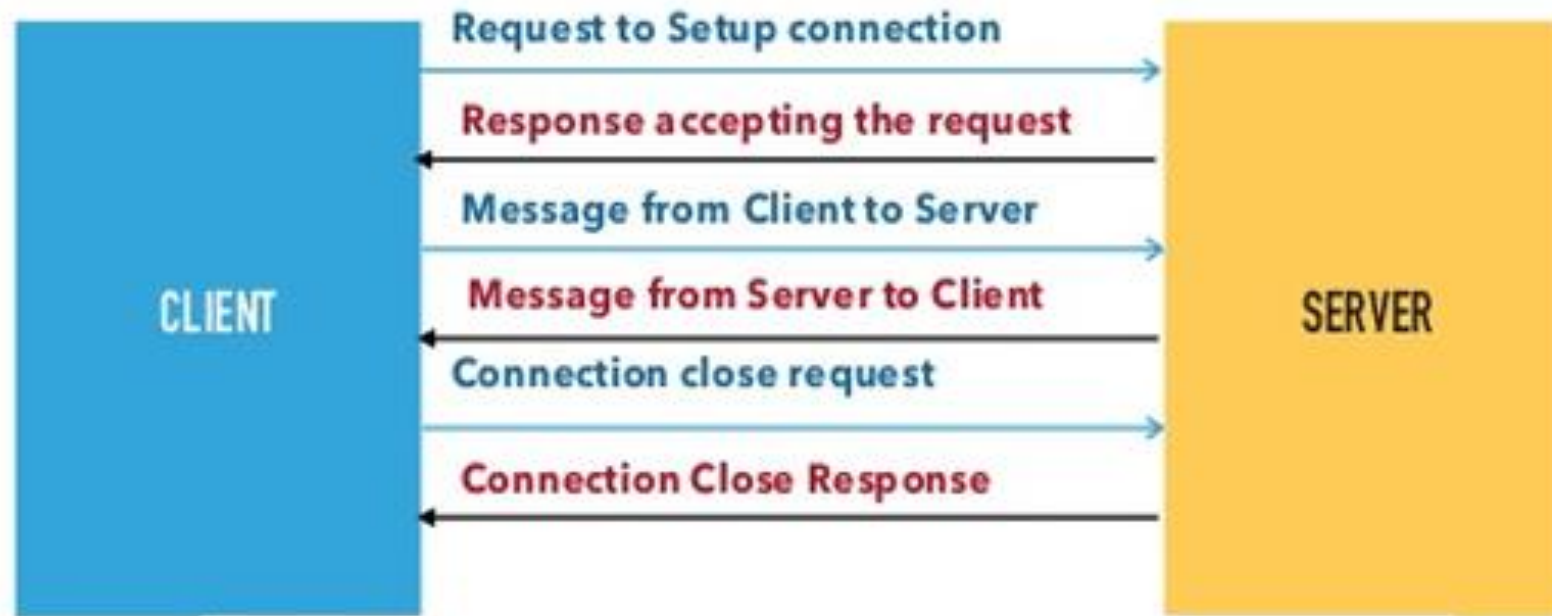 Request to Setup connection
Response accepting the request
Message from Client to Server
Message from Server to Client
CLIENT
SERVER
Connection close request
Connection Close Response